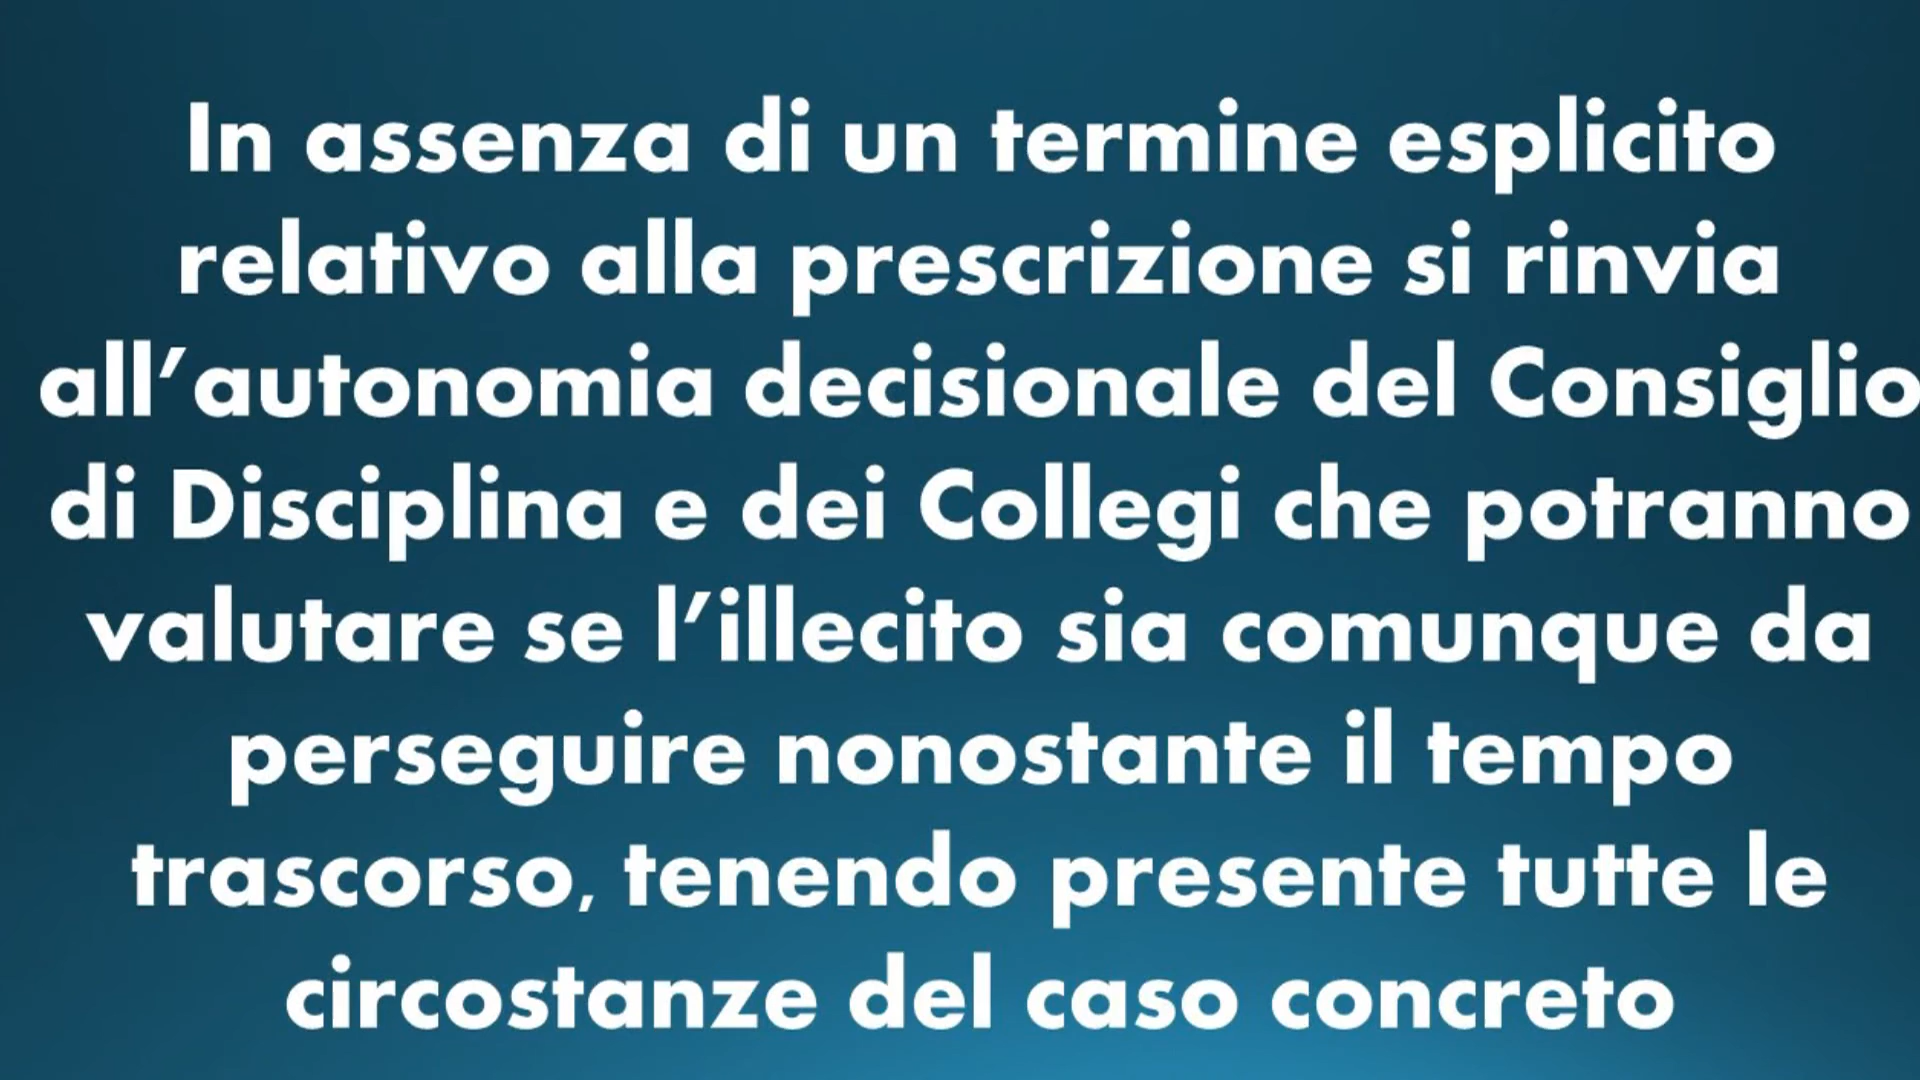 In assenza di un termine esplicito
relativo alla prescrizione si rinvia
all’autonomia decisionale del Consiglio
di Disciplina e dei Collegi che potranno
valutare se l’illecito sia comunque da
perseguire nonostante il tempo
trascorso, tenendo presente tutte le
circostanze del caso concreto